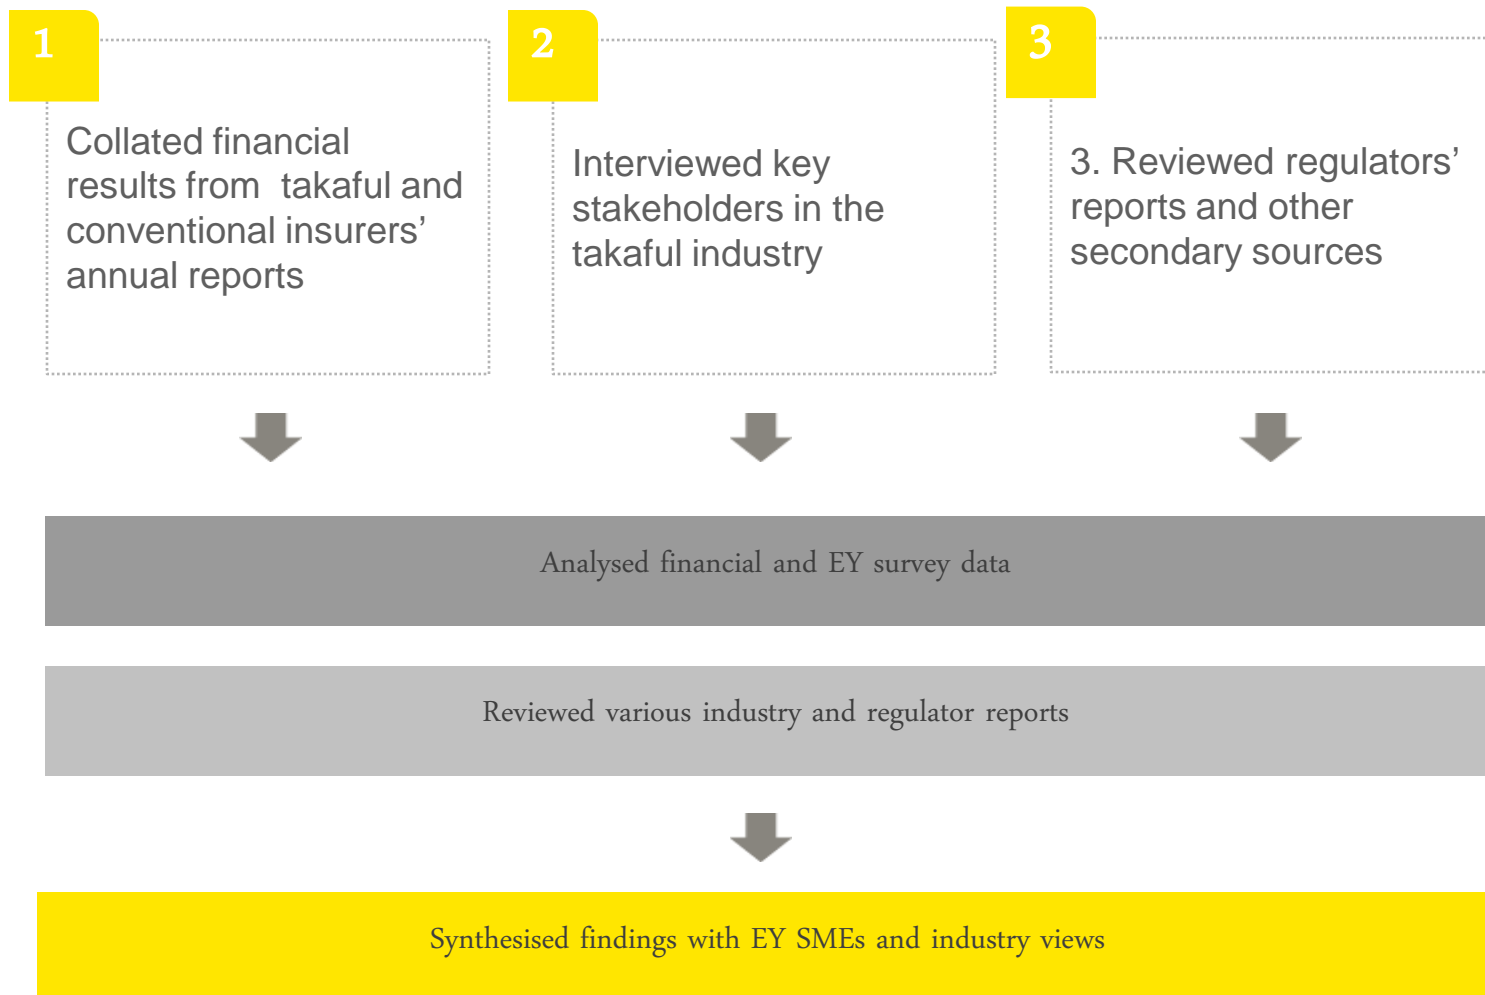 1
Collated financial
results from takaful and
conventional insurers’
annual reports
2
Interviewed key
stakeholders in the
takaful industry
3
3. Reviewed regulators’
reports and other
secondary sources
Analysed financial and EY survey data
Reviewed various industry and regulator reports
Synthesised findings with EY SMEs and industry views